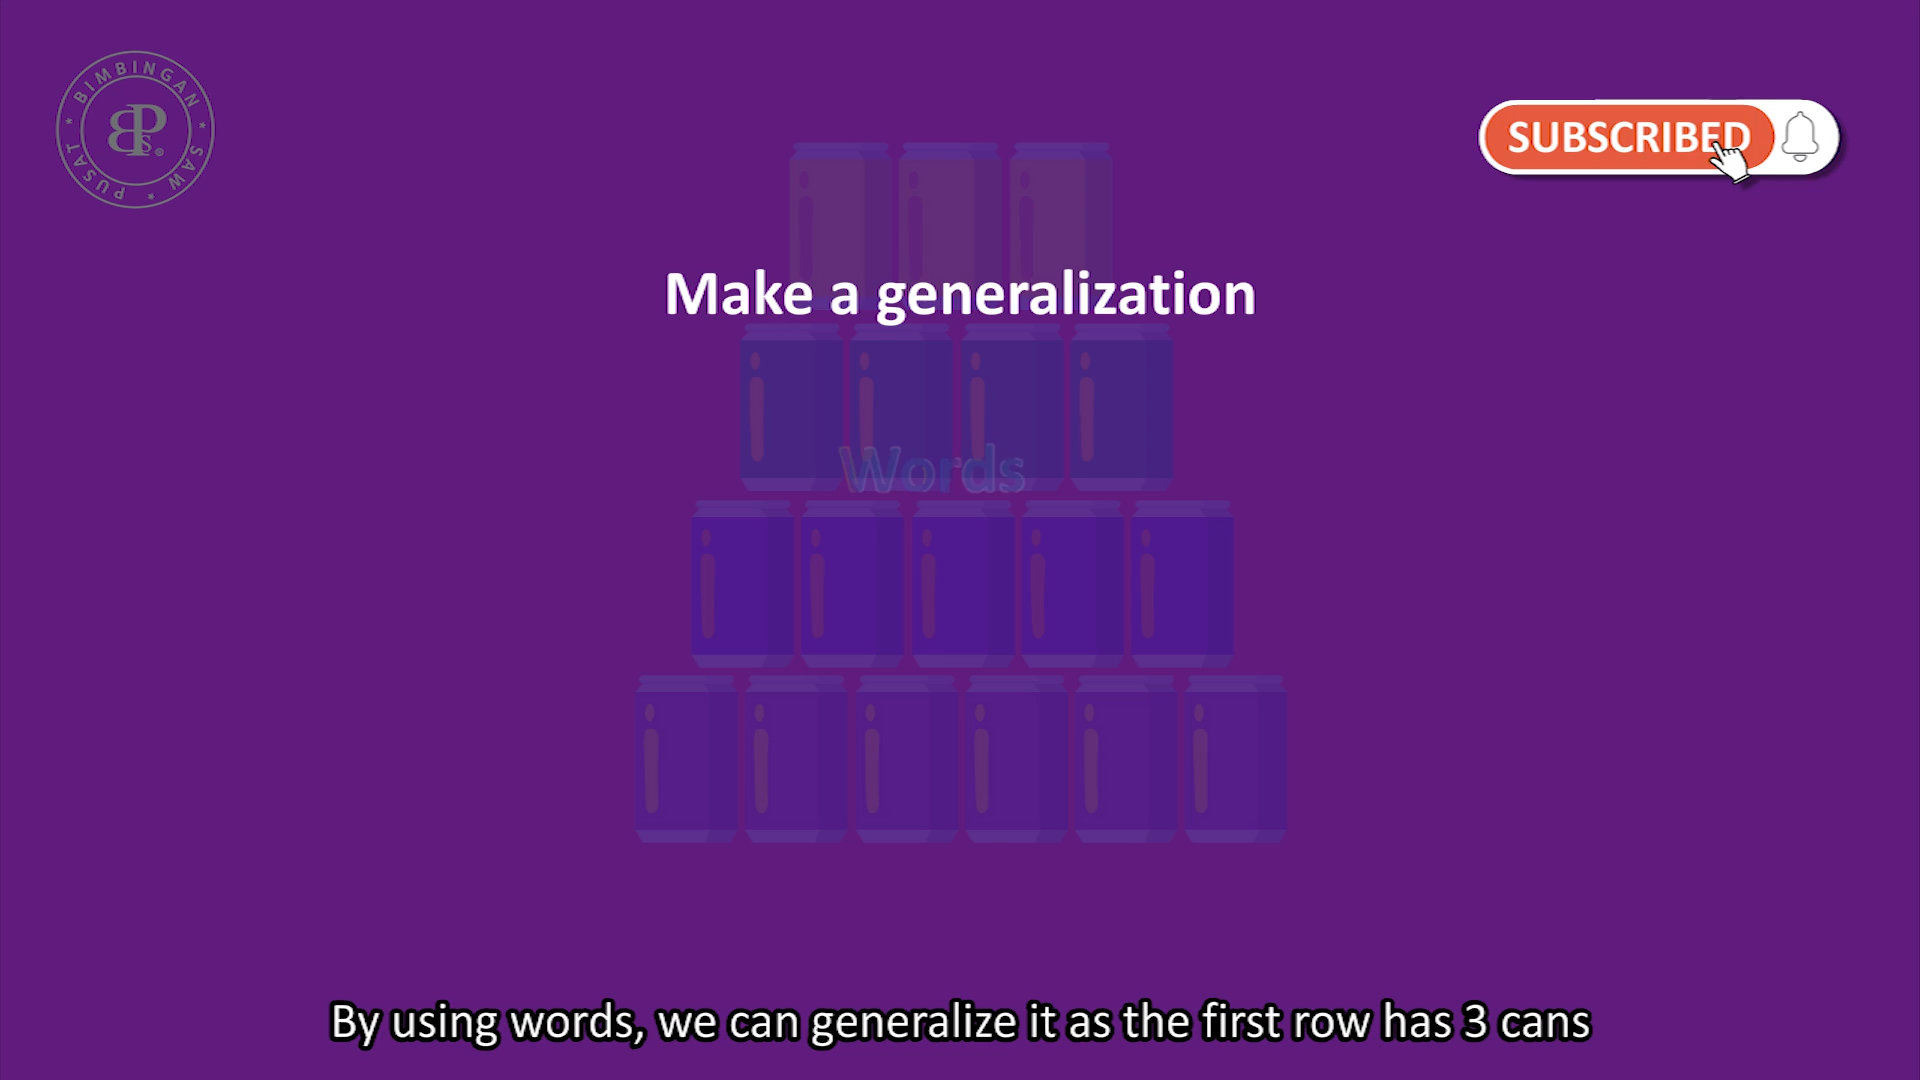 PUSAT BIMBINGAN SAW
BPS®
SUBSCRIBED
Make a generalization
Words
By using words, we can generalize it as the first row has 3 cans